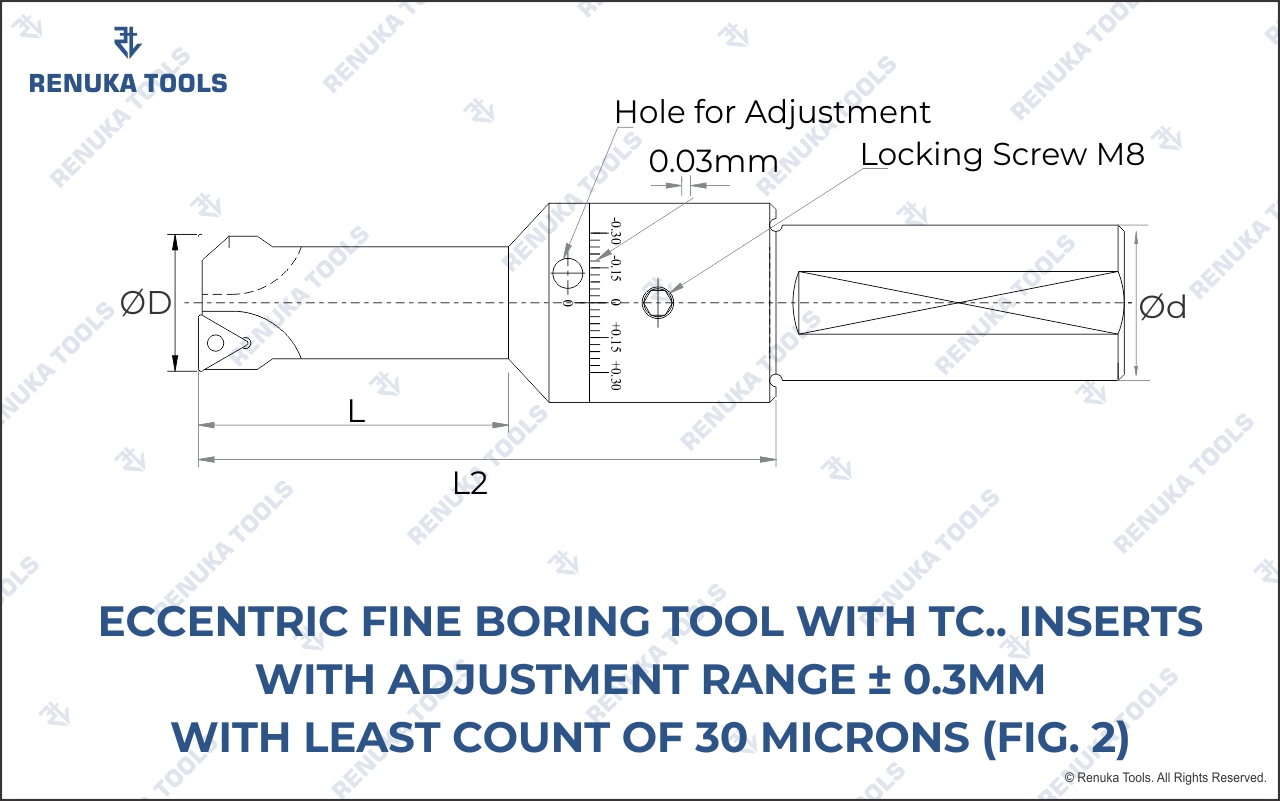 RENUKA TOOLS
Hole for Adjustment
0.03mm
Locking Screw M8
-0.30
-0.15
0
0
+0.15
+0.30
ØD
Ød
L
L2
ECCENTRIC FINE BORING TOOL WITH TC.. INSERTS
WITH ADJUSTMENT RANGE ± 0.3MM
WITH LEAST COUNT OF 30 MICRONS (FIG. 2)
© Renuka Tools. All Rights Reserved.